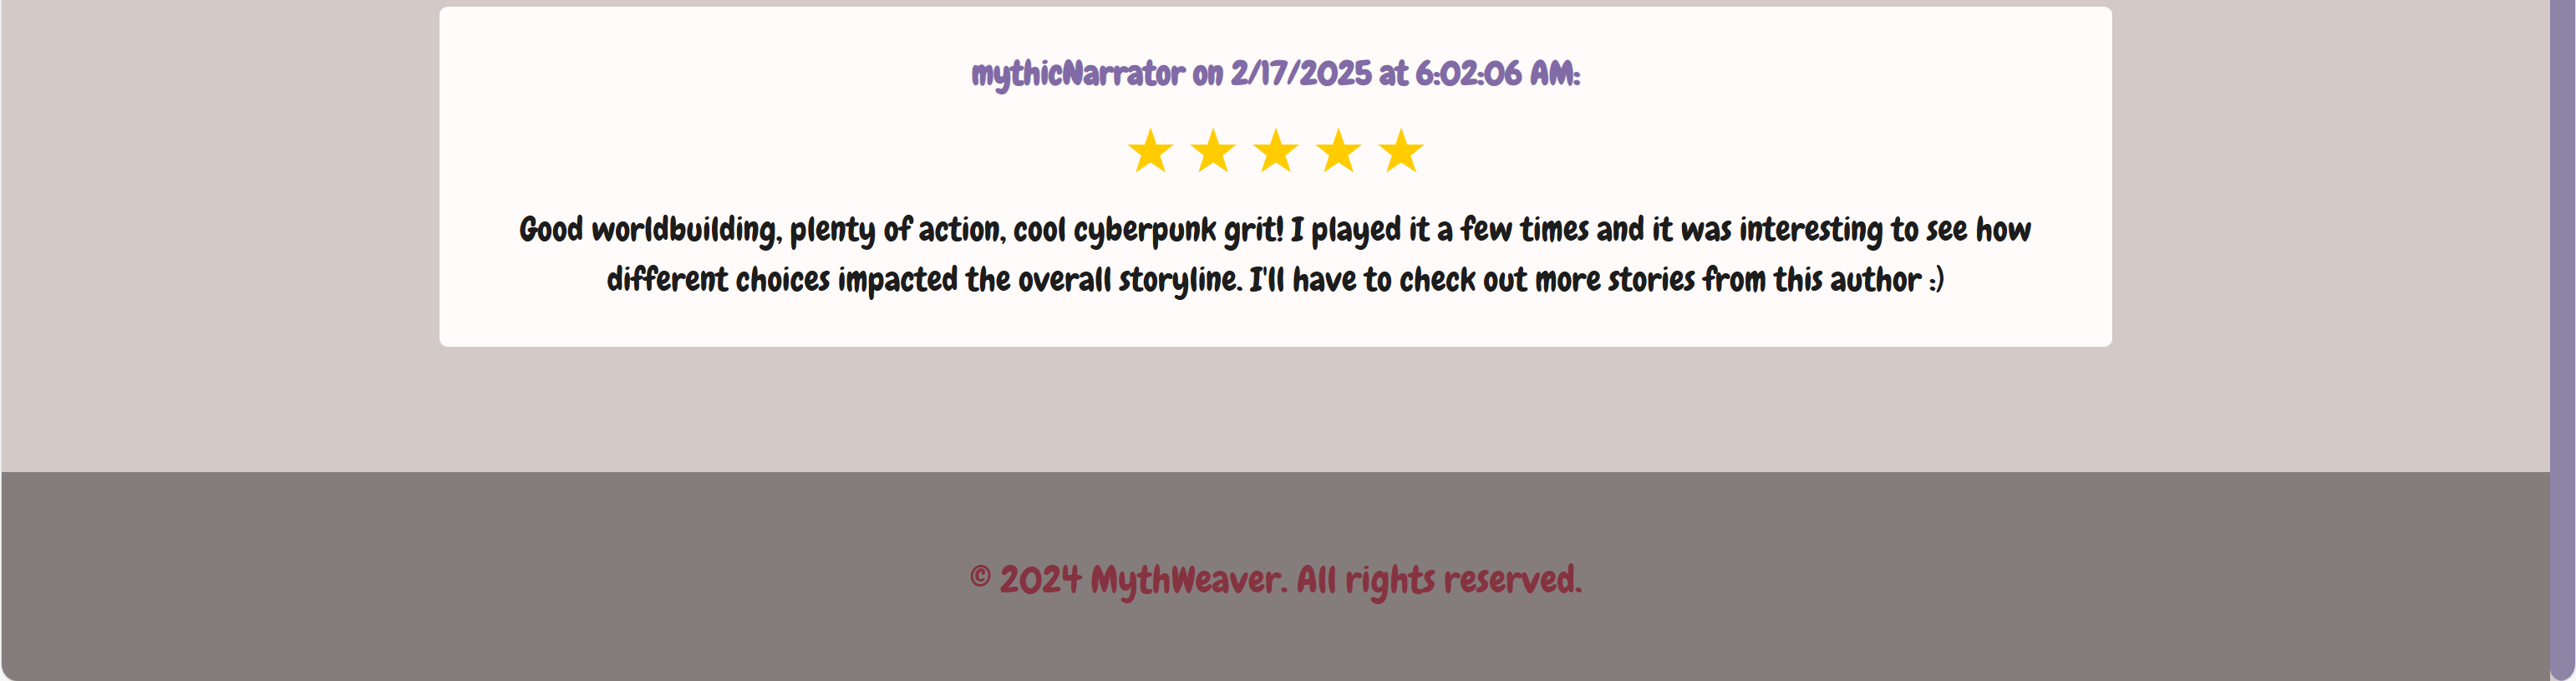 mythicNarrator on 2/17/2025 at 6:02:06 AM:
Good worldbuilding, plenty of action, cool cyberpunk grit! I played it a few times and it was interesting to see how
different choices impacted the overall storyline. I'll have to check out more stories from this author :)
© 2024 MythWeaver. All rights reserved.